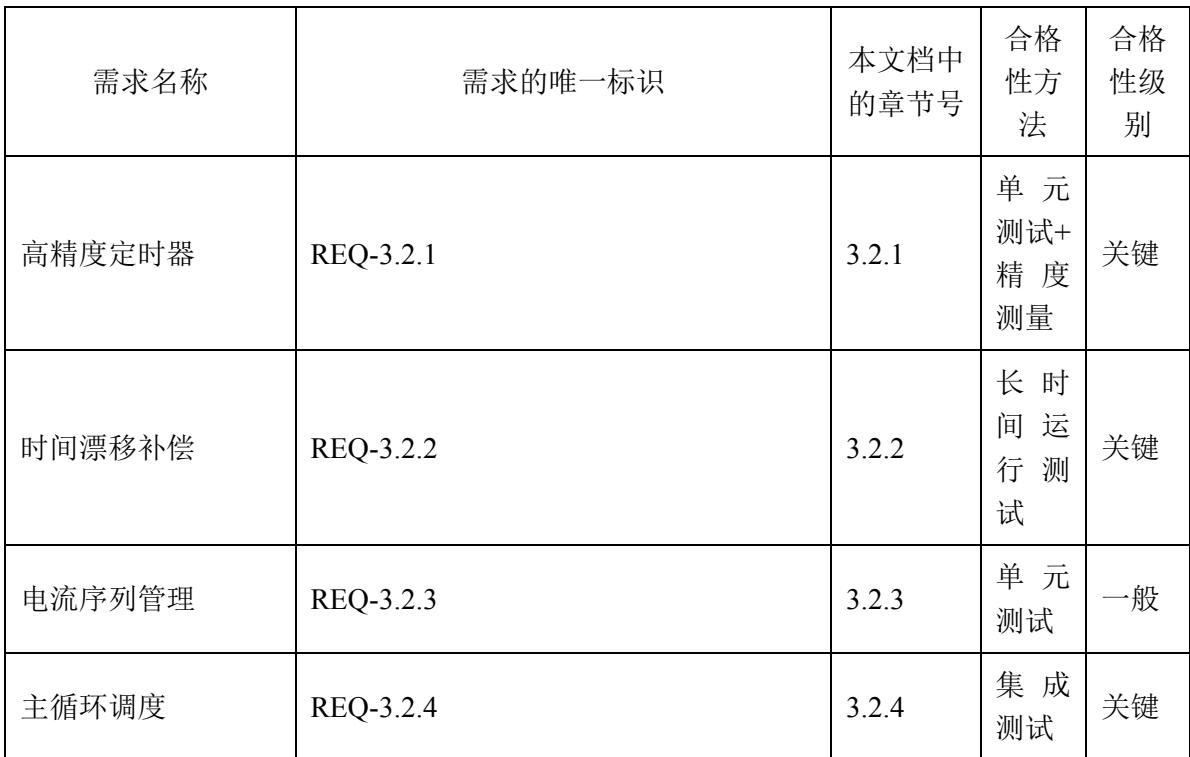 需求名称
需求的唯一标识
本文档中
的章节号
合格
性方
法
合格
性级
别
高精度定时器
REQ-3.2.1
3.2.1
单元
测试+
精度
测量
关键
时间漂移补偿
REQ-3.2.2
3.2.2
长时
间运
行测
试
关键
电流序列管理
REQ-3.2.3
3.2.3
单元
测试
一般
主循环调度
REQ-3.2.4
3.2.4
集成
测试
关键